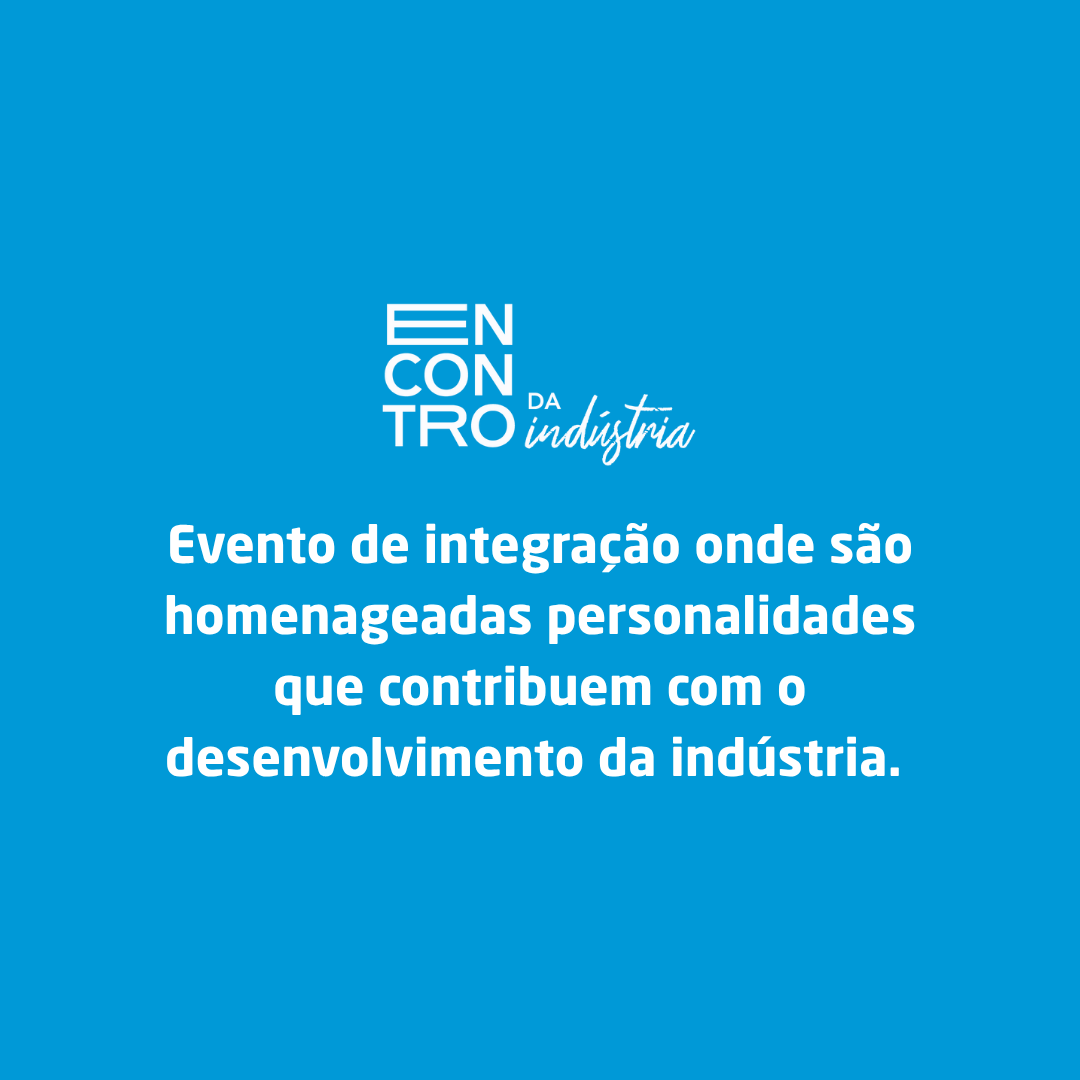 EN
CON
TRO DA indústria
Evento de integração onde são
homenageadas personalidades
que contribuem com o
desenvolvimento da indústria.